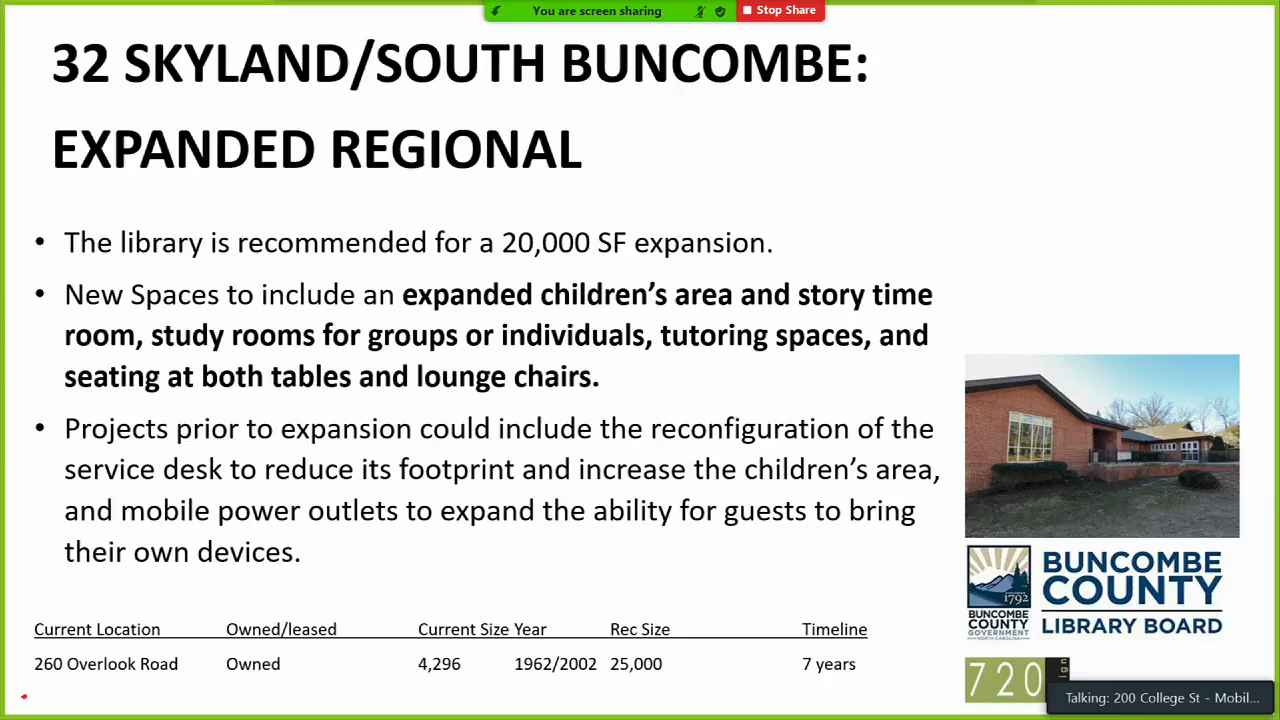 You are screen sharing
Stop Share
32 SKYLAND/SOUTH BUNCOMBE:
EXPANDED REGIONAL
• The library is recommended for a 20,000 SF expansion.
• New Spaces to include an expanded children's area and story time
room, study rooms for groups or individuals, tutoring spaces, and
seating at both tables and lounge chairs.
• Projects prior to expansion could include the reconfiguration of the
service desk to reduce its footprint and increase the children's area,
and mobile power outlets to expand the ability for guests to bring
their own devices.
Current Location Owned/leased Current Size Year Rec Size Timeline
260 Overlook Road Owned 4,296 1962/2002 25,000 7 years
1792
BUNCOMBE
COUNTY
GOVERNMENT
NORTH CAROLINA
BUNCOMBE
COUNTY
LIBRARY BOARD
720
ign
Talking: 200 College St - Mobil...